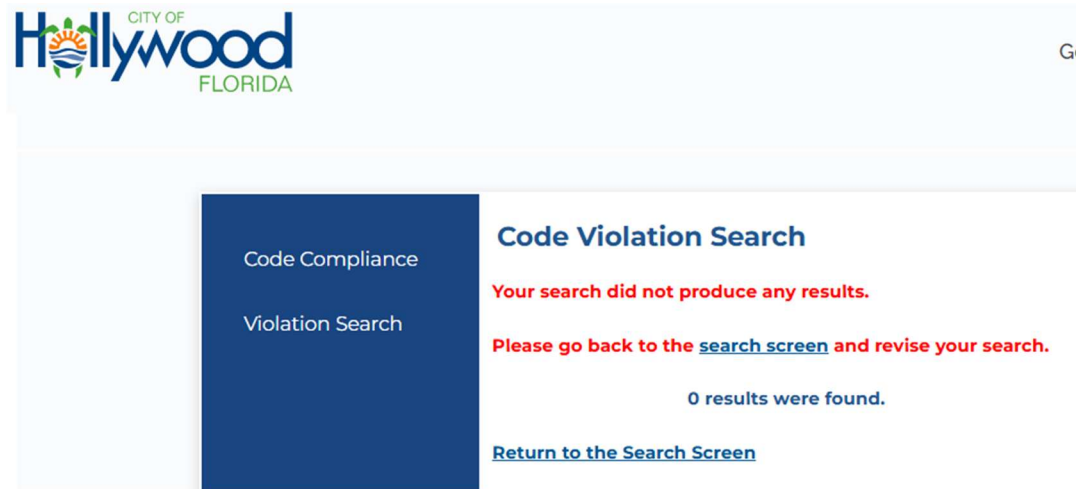 CITY OF
Hollywood
FLORIDA
Code Compliance
Violation Search
Code Violation Search
Your search did not produce any results.
Please go back to the search screen and revise your search.
0 results were found.
Return to the Search Screen